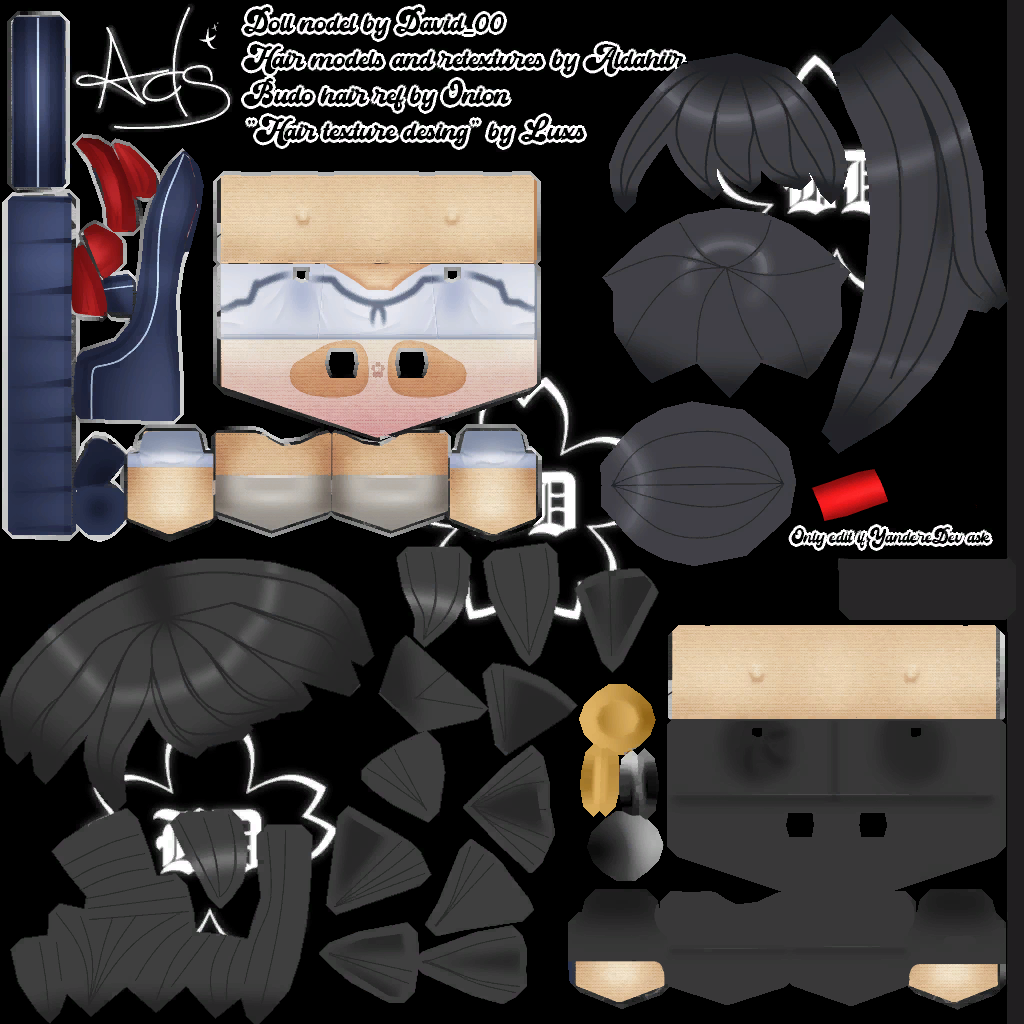 Ads
Doll model by David_00
Hair models and retextures by Aldahiir
Budo hair ref by Onion
"Hair texture desing" by Luxs
Only edit if YandereDev ask